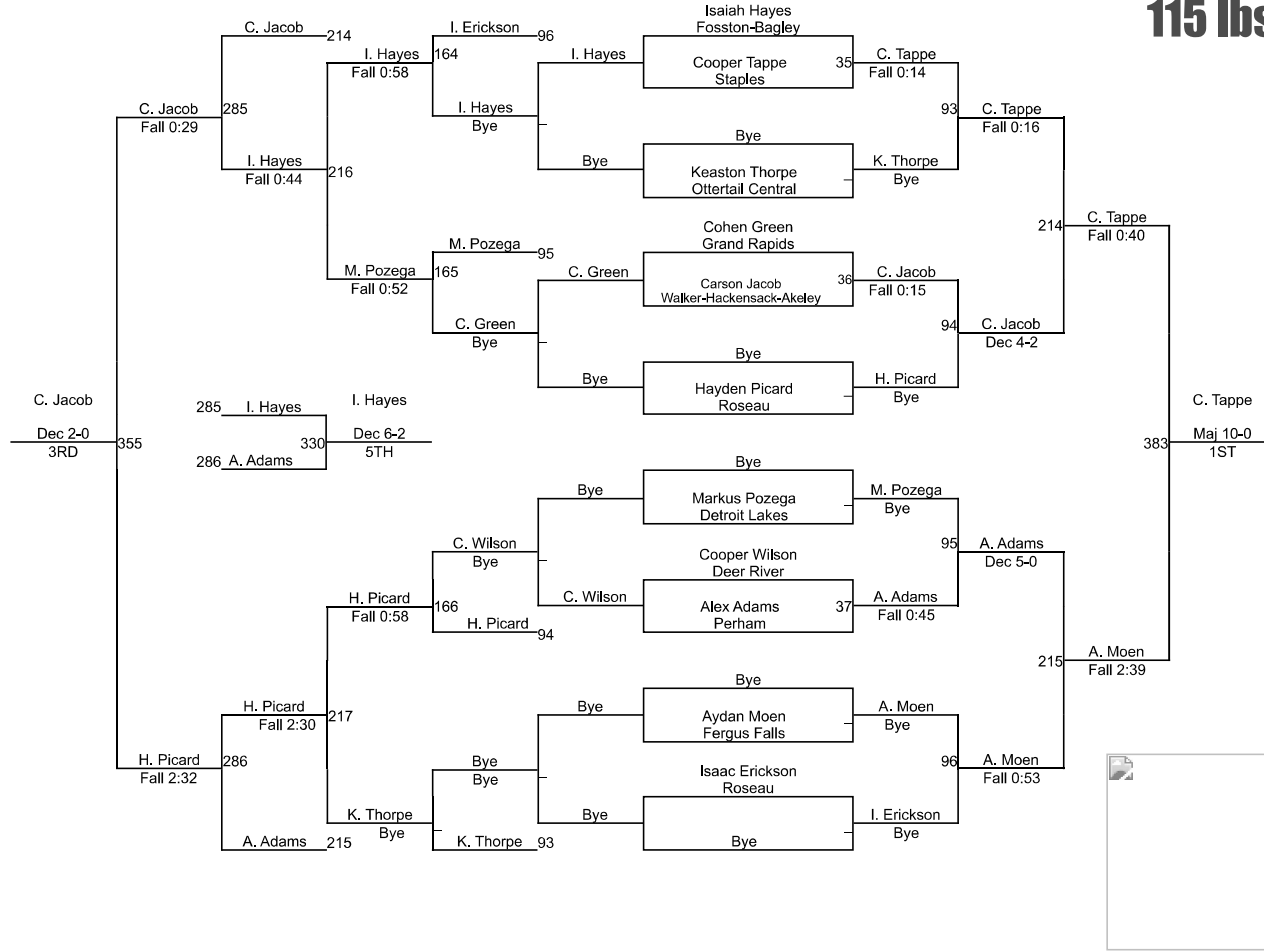 115 lbs
Isaiah Hayes
Fosston-Bagley
C. Jacob 214
I. Erickson 96
I. Hayes 164
Fall 0:58
I. Hayes
Cooper Tappe 35
Staples
C. Tappe
Fall 0:14
C. Jacob 285
Fall 0:29
I. Hayes
Bye
93 C. Tappe
Fall 0:16
Bye
I. Hayes 216
Fall 0:44
Bye
Keaston Thorpe
Ottertail Central
K. Thorpe
Bye
214 C. Tappe
Fall 0:40
Cohen Green
Grand Rapids
M. Pozega 95
M. Pozega 165
Fall 0:52
C. Green
Carson Jacob 36
Walker-Hackensack-Akeley
C. Jacob
Fall 0:15
C. Green
Bye
94 C. Jacob
Dec 4-2
Bye
Bye
Hayden Picard
Roseau
H. Picard
Bye
C. Jacob
285 I. Hayes
I. Hayes
C. Tappe
Dec 2-0 355
3RD
330 Dec 6-2
5TH
383 Maj 10-0
1ST
286 A. Adams
Bye
Bye
Markus Pozega
Detroit Lakes
M. Pozega
Bye
C. Wilson
Bye
Cooper Wilson
Deer River
95 A. Adams
Dec 5-0
H. Picard 166
Fall 0:58
C. Wilson
Alex Adams 37
Perham
A. Adams
Fall 0:45
H. Picard 94
215 A. Moen
Fall 2:39
Bye
H. Picard 217
Fall 2:30
Bye
Aydan Moen
Fergus Falls
A. Moen
Bye
H. Picard 286
Fall 2:32
Bye
Bye
Isaac Erickson
Roseau
96 A. Moen
Fall 0:53
K. Thorpe
Bye
Bye
I. Erickson
Bye
A. Adams 215
K. Thorpe 93
Bye